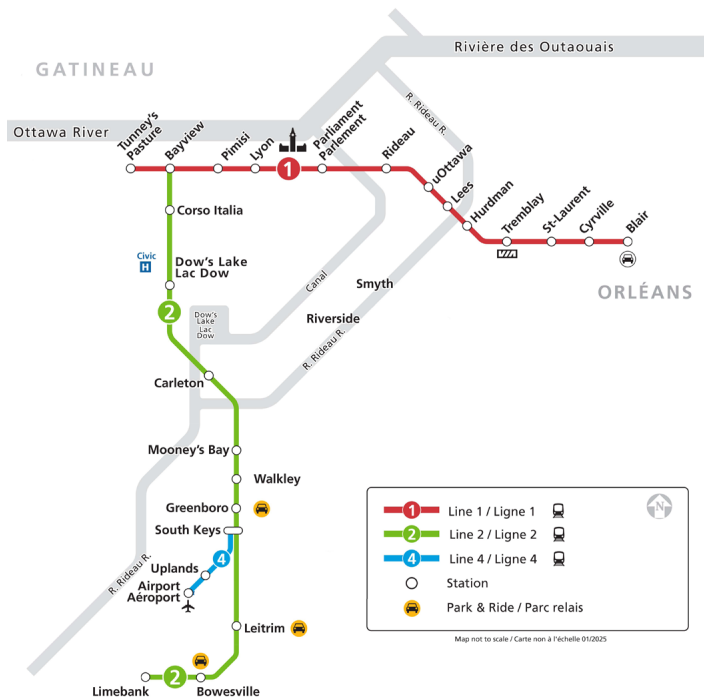 Rivière des Outaouais
GATINEAU
R. Rideau R.
Ottawa River
Tunney's
Pasture
Bayview
Pimisi
Lyon
1
Parliament
Parlement
Rideau
uOttawa
Lees
Hurdman
Tremblay
VIA
St-Laurent
Cyrville
Blair
ORLÉANS
Corso Italia
Civic
H
Dow's Lake
Lac Dow
2
Dow's
Lake
Lac
Dow
Canal
Smyth
Riverside
R. Rideau R.
Carleton
Mooney's Bay
Walkley
Greenboro
South Keys
4
Uplands
Airport
Aéroport
R. Rideau R.
Leitrim
2
Limebank
Bowesville
N
1 Line 1 / Ligne 1
2 Line 2 / Ligne 2
4 Line 4 / Ligne 4
Station
Park & Ride / Parc relais
Map not to scale / Carte non à l'échelle 01/2025